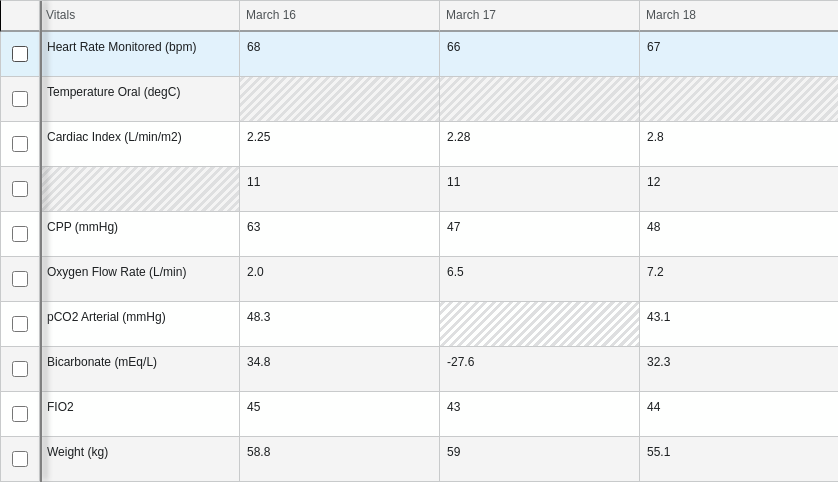 Vitals March 16 March 17 March 18
Heart Rate Monitored (bpm) 68 66 67
Temperature Oral (degC)
Cardiac Index (L/min/m2) 2.25 2.28 2.8
11 11 12
CPP (mmHg) 63 47 48
Oxygen Flow Rate (L/min) 2.0 6.5 7.2
pCO2 Arterial (mmHg) 48.3 43.1
Bicarbonate (mEq/L) 34.8 -27.6 32.3
FIO2 45 43 44
Weight (kg) 58.8 59 55.1